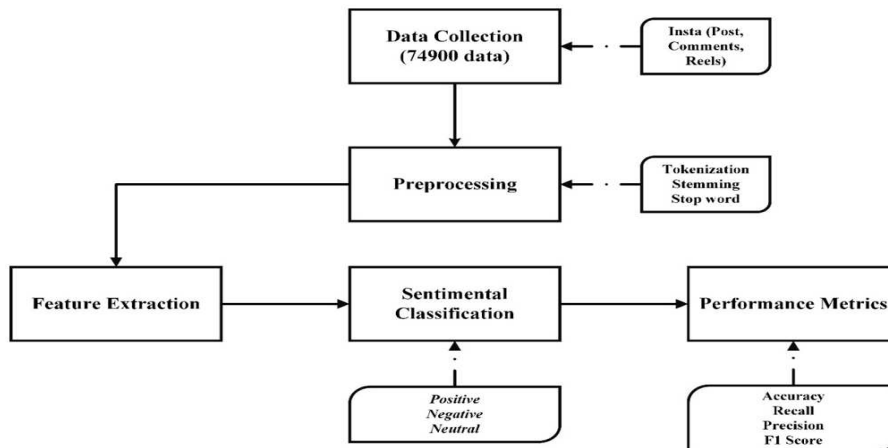 Data Collection
(74900 data)
Insta (Post,
Comments,
Reels)
Preprocessing
Tokenization
Stemming
Stop word
Feature Extraction
Sentimental
Classification
Performance Metrics
Positive
Negative
Neutral
Accuracy
Recall
Precision
F1 Score